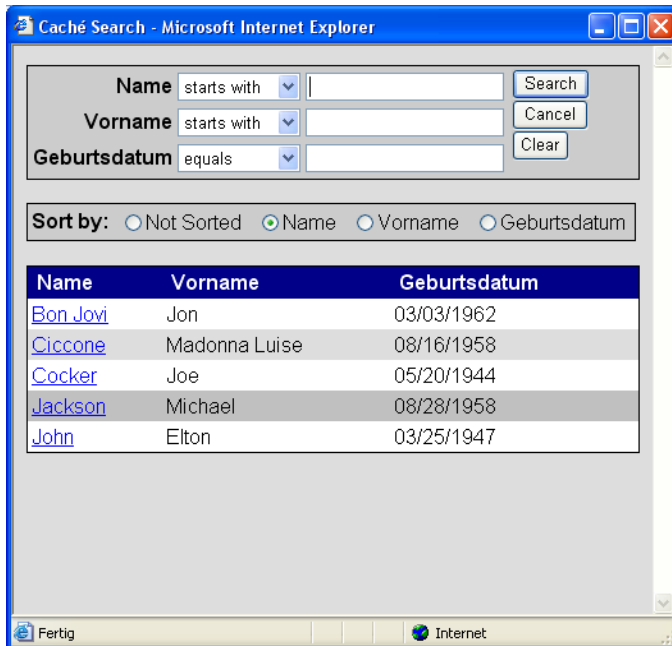 Caché Search - Microsoft Internet Explorer
Name starts with Search
Vorname starts with Cancel
Geburtsdatum equals Clear
Sort by: Not Sorted Name Vorname Geburtsdatum
Name Vorname Geburtsdatum
Bon Jovi Jon 03/03/1962
Ciccone Madonna Luise 08/16/1958
Cocker Joe 05/20/1944
Jackson Michael 08/28/1958
John Elton 03/25/1947
Fertig Internet